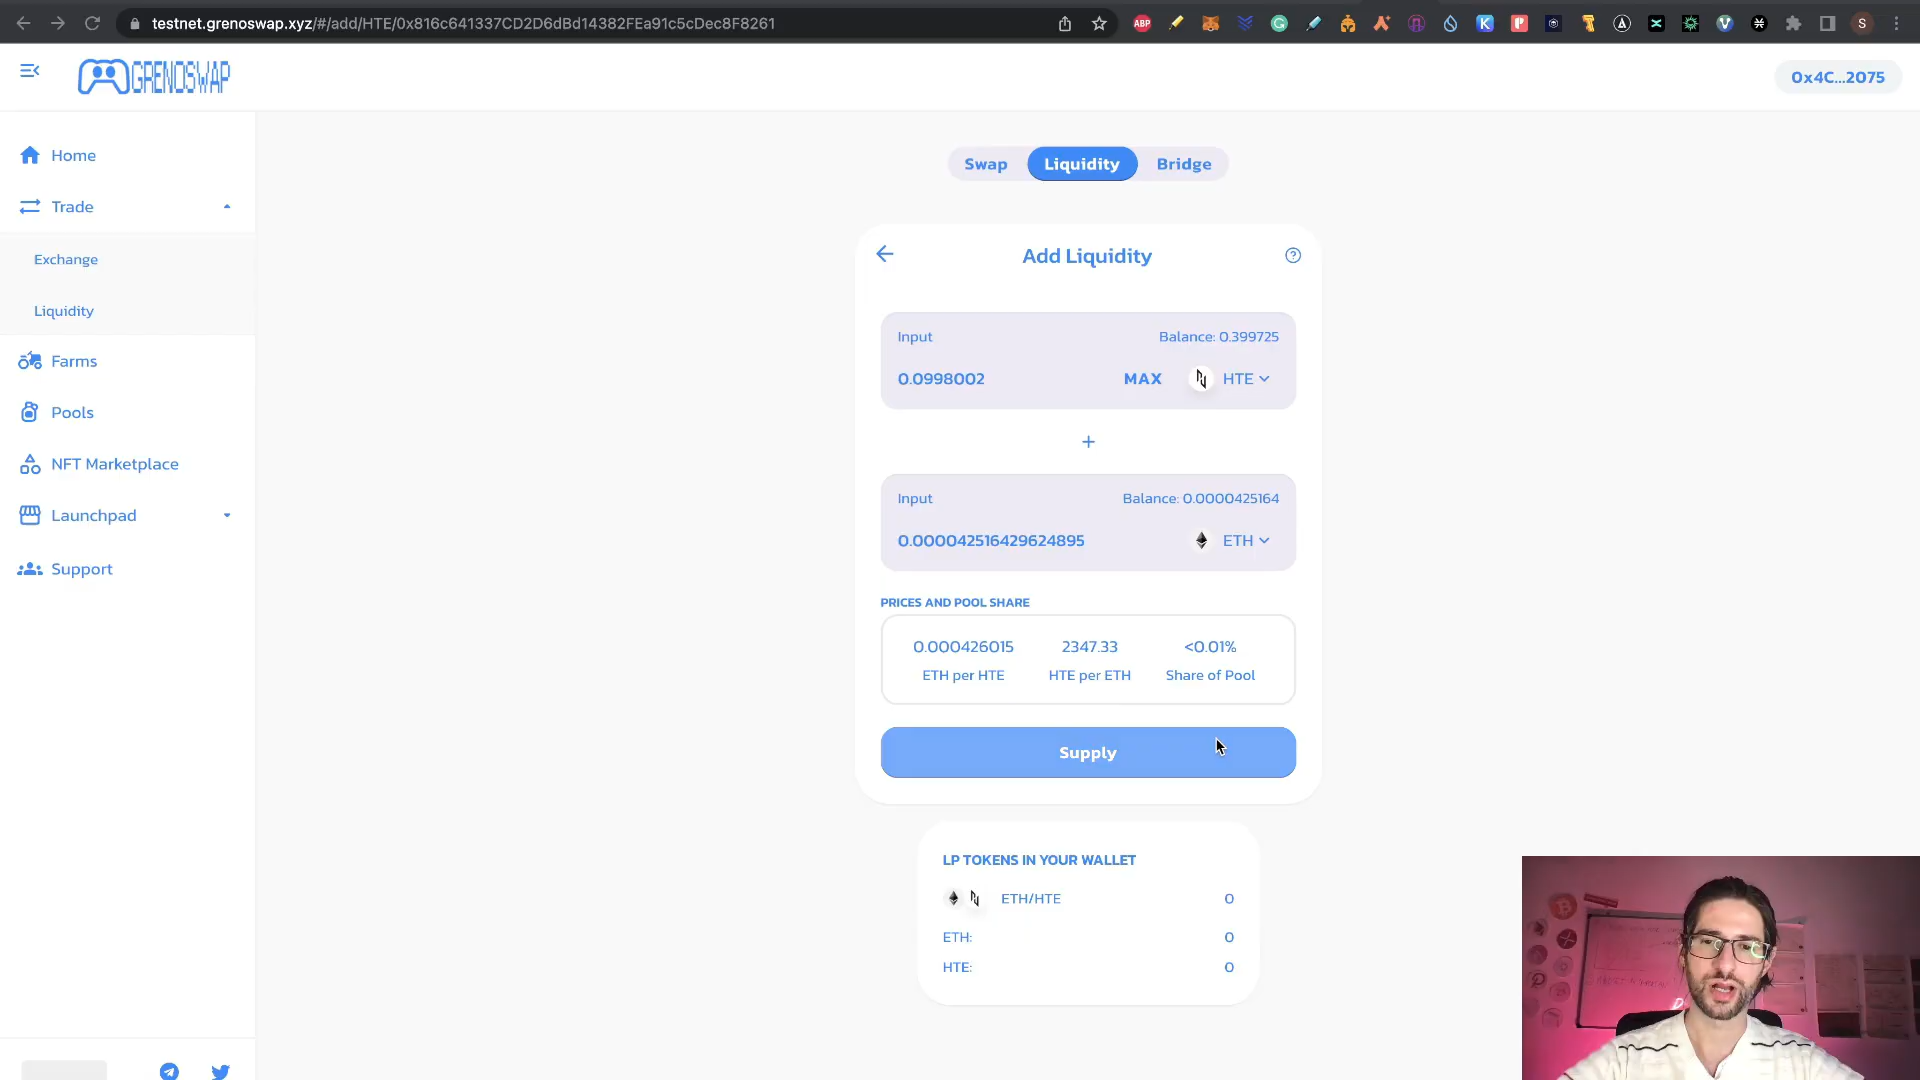 testnet.grenoswap.xyz/#/add/HTE/0x816c641337CD2D6dBd14382FEa91c5cDec8F8261
ABP
S
GRENOSWAP
0x4C...2075
Home
Trade
Exchange
Liquidity
Farms
Pools
NFT Marketplace
Launchpad
Support
Swap
Liquidity
Bridge
Add Liquidity
Input
Balance: 0.399725
0.0998002
MAX
HTE
+
Input
Balance: 0.0000425164
0.000042516429624895
ETH
PRICES AND POOL SHARE
0.000426015
2347.33
<0.01%
ETH per HTE
HTE per ETH
Share of Pool
Supply
LP TOKENS IN YOUR WALLET
ETH/HTE
0
ETH:
0
HTE:
0